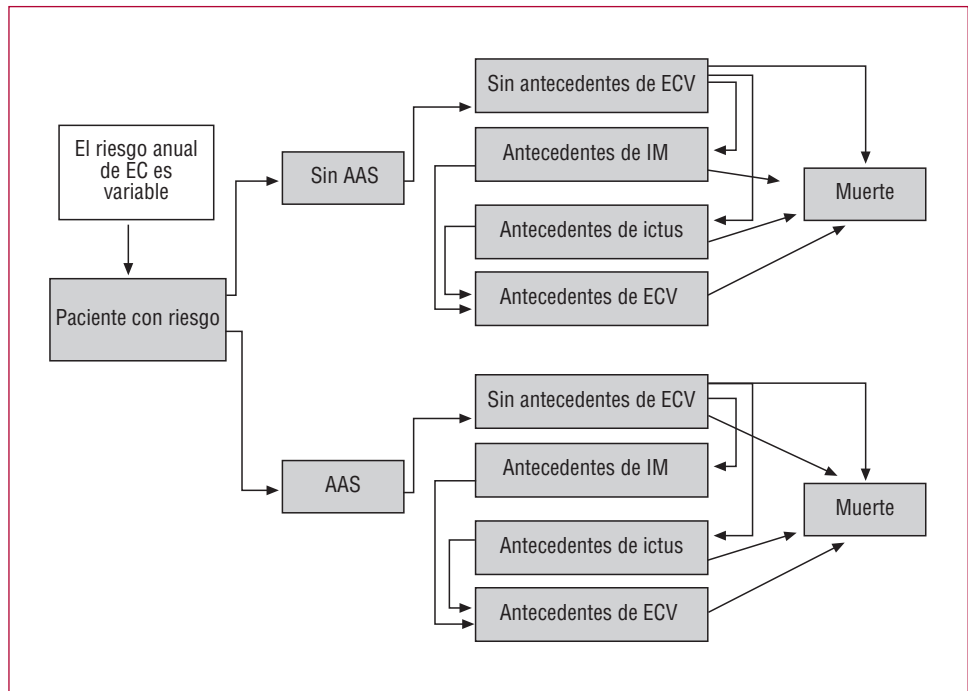 El riesgo anual
de EC es
variable
Paciente con riesgo
Sin AAS
Sin antecedentes de ECV
Antecedentes de IM
Antecedentes de ictus
Antecedentes de ECV
Muerte
AAS
Sin antecedentes de ECV
Antecedentes de IM
Antecedentes de ictus
Antecedentes de ECV
Muerte